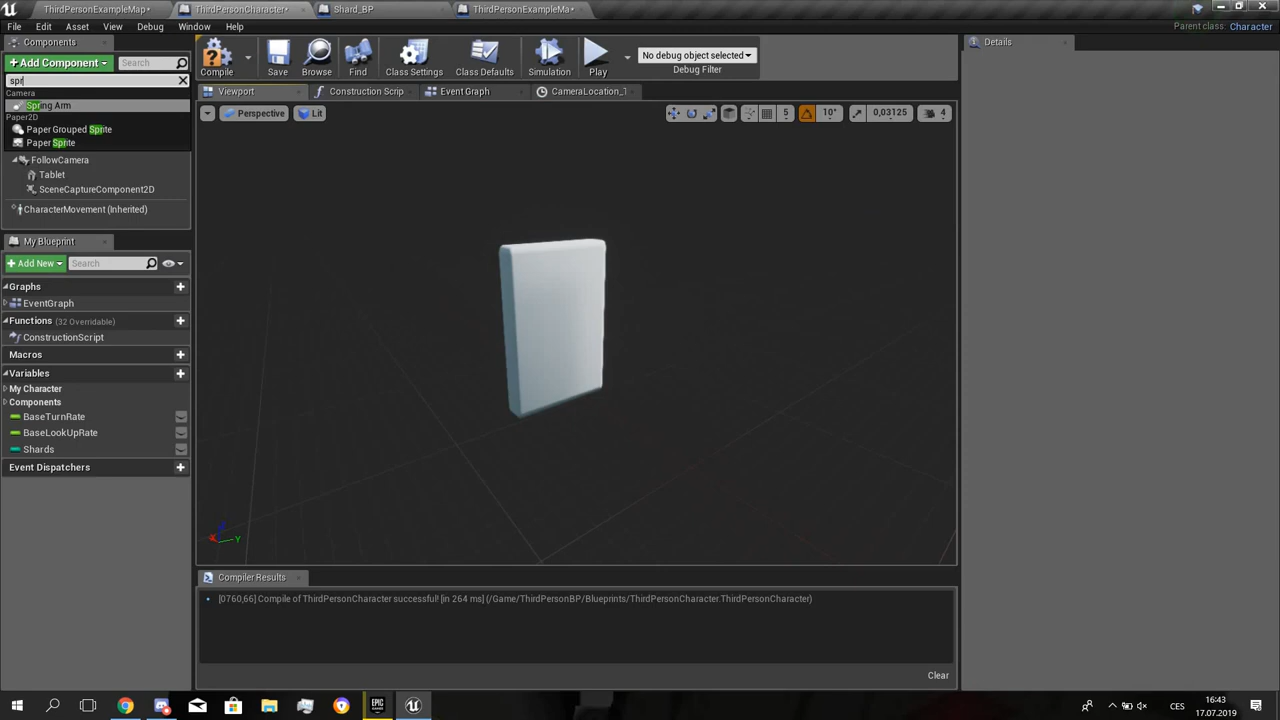 ThirdPersonExampleMap•
ThirdPersonCharacter•
Shard_BP
ThirdPersonExampleMa•
File Edit Asset View Debug Window Help
Parent class: Character
Components
+ Add Component
Search
Compile
Save
Browse
Find
Class Settings
Class Defaults
Simulation
Play
No debug object selected
Debug Filter
Details
spr
Camera
Spring Arm
Paper2D
Paper Grouped Sprite
Paper Sprite
FollowCamera
Tablet
SceneCaptureComponent2D
CharacterMovement (Inherited)
Viewport
Construction Scrip
Event Graph
CameraLocation_T
Perspective
Lit
5
10°
0,03125
4
My Blueprint
+ Add New
Search
Graphs
EventGraph
Functions (32 Overridable)
ConstructionScript
Macros
Variables
My Character
Components
BaseTurnRate
BaseLookUpRate
Shards
Event Dispatchers
Z
X
Y
Compiler Results
[0760,66] Compile of ThirdPersonCharacter successful! [in 264 ms] (/Game/ThirdPersonBP/Blueprints/ThirdPersonCharacter.ThirdPersonCharacter)
Clear
EPIC
GAMES
CES
16:43
17.07.2019